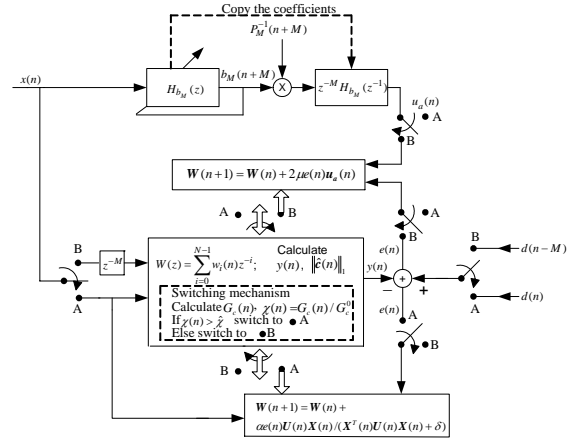 Copy the coefficients
P_M^{-1}(n+M)
x(n)
b_M(n+M)
H_{b_M}(z)
X
z^{-M} H_{b_M}(z^{-1})
u_a(n)
A
B
W(n+1) = W(n) + 2μe(n)u_a(n)
A
B
A
B
B
z^{-M}
A
W(z) = \sum_{i=0}^{N-1} w_i(n)z^{-i};
Calculate
y(n), ‖ĉ(n)‖_1
Switching mechanism
Calculate G_c(n), χ(n) = G_c(n)/G_c^0
If χ(n) > χ̂ switch to A
Else switch to B
y(n)
e(n)
+
−
+
e(n)
B
d(n−M)
A
d(n)
A
B
B
A
W(n+1) = W(n) +
αe(n)U(n)X(n)/(X^T(n)U(n)X(n) + δ)